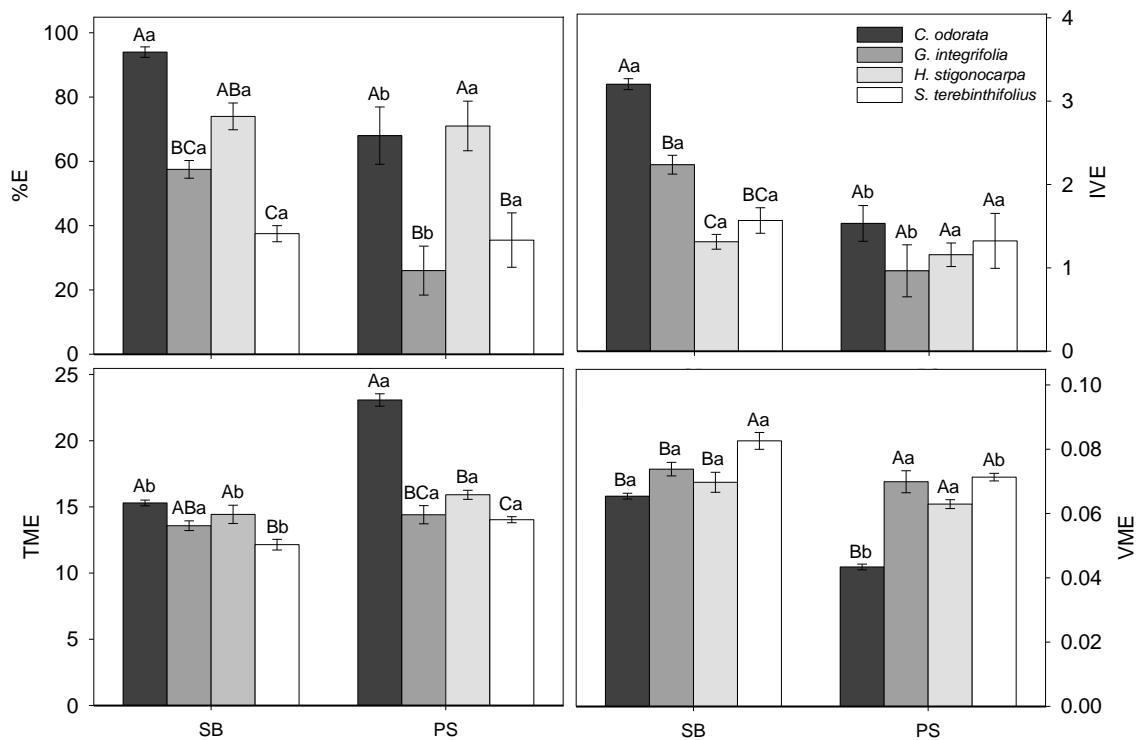 100
80
60
40
20
0
%E
Aa
BCa
ABa
Ca
Ab
Bb
Aa
Ba
4
3
2
1
0
IVE
Aa
Ba
Ca
BCa
Ab
Ab
Aa
Aa
C. odorata
G. integrifolia
H. stigonocarpa
S. terebinthifolius
25
20
15
10
5
0
TME
Ab
ABa
Ab
Bb
Aa
BCa
Ba
Ca
SB
PS
0.10
0.08
0.06
0.04
0.02
0.00
VME
Ba
Ba
Ba
Aa
Bb
Aa
Aa
Ab
SB
PS